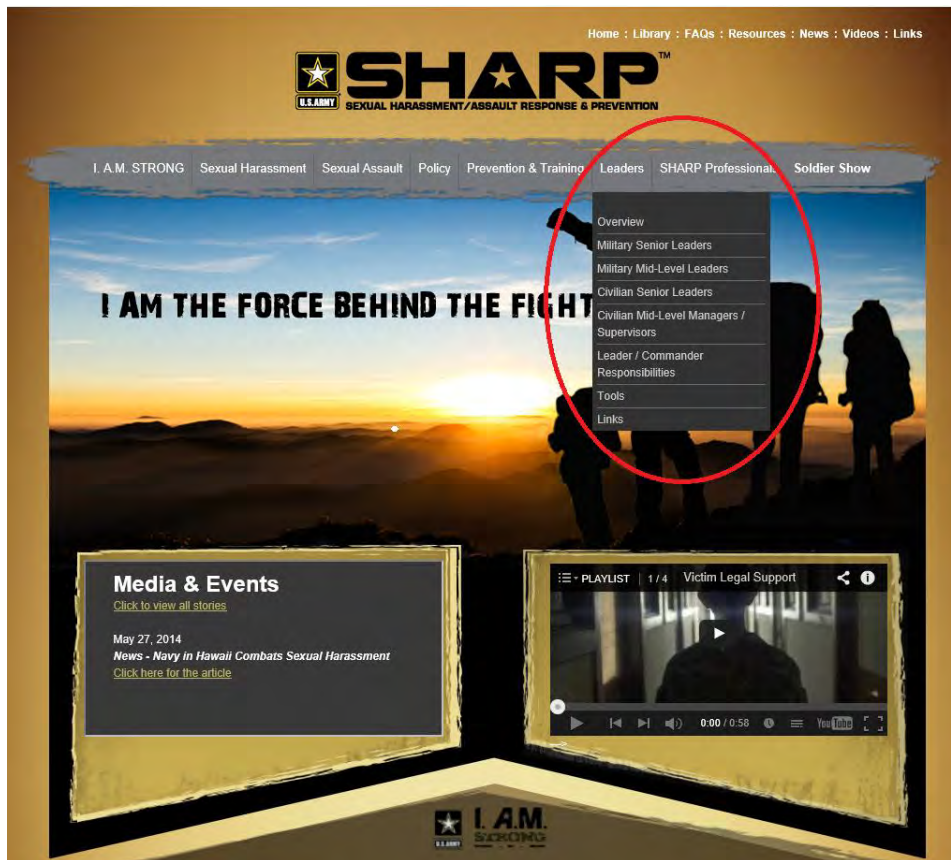 Home : Library : FAQs : Resources : News : Videos : Links
U.S.ARMY
SHARP™
SEXUAL HARASSMENT/ASSAULT RESPONSE & PREVENTION
I. A.M. STRONG Sexual Harassment Sexual Assault Policy Prevention & Training Leaders SHARP Professionals Soldier Show
Overview
Military Senior Leaders
Military Mid-Level Leaders
Civilian Senior Leaders
Civilian Mid-Level Managers /
Supervisors
Leader / Commander
Responsibilities
Tools
Links
I AM THE FORCE BEHIND THE FIGHT
Media & Events
Click to view all stories
May 27, 2014
News - Navy in Hawaii Combats Sexual Harassment
Click here for the article
PLAYLIST 1 / 4 Victim Legal Support
0:00 / 0:58 YouTube
U.S.ARMY
I. A.M.
STRONG